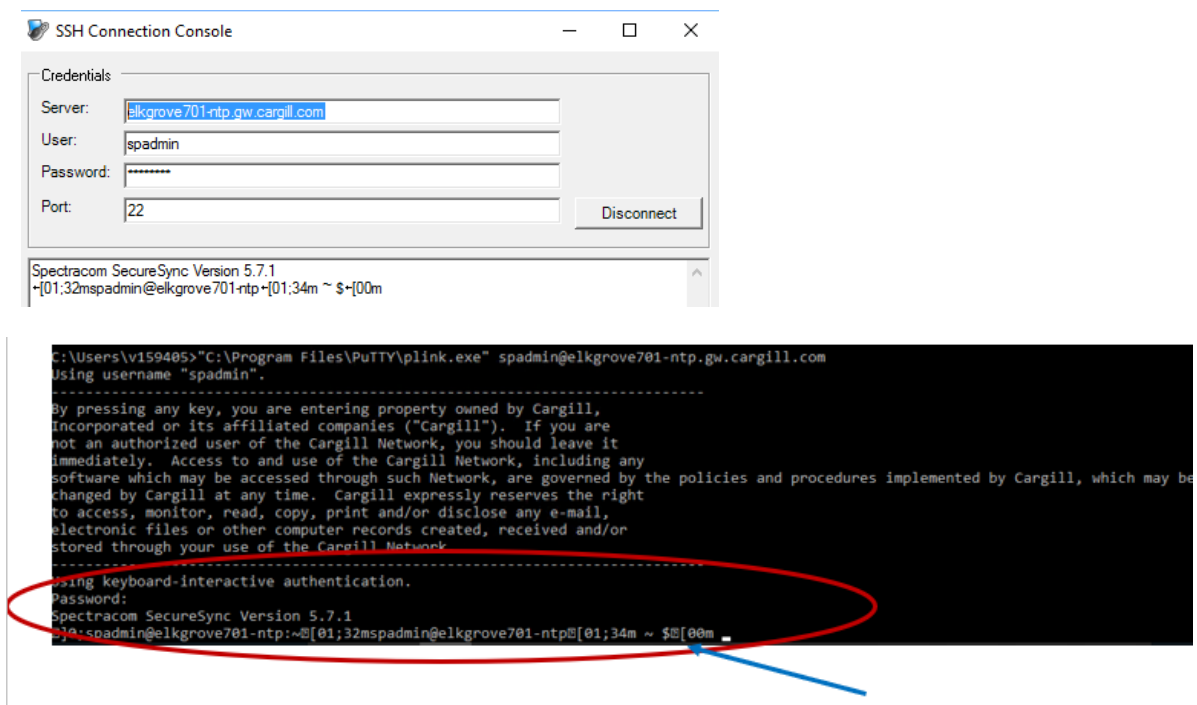 SSH Connection Console
Credentials
Server: elkgrove701-ntp.gw.cargill.com
User: spadmin
Password: ********
Port: 22
Disconnect
Spectracom SecureSync Version 5.7.1
←[01;32mspadmin@elkgrove701-ntp←[01;34m ~ $←[00m
C:\Users\v159405>"C:\Program Files\PuTTY\plink.exe" spadmin@elkgrove701-ntp.gw.cargill.com
Using username "spadmin".
-------------------------------------------------------------------------
By pressing any key, you are entering property owned by Cargill,
Incorporated or its affiliated companies ("Cargill").  If you are
not an authorized user of the Cargill Network, you should leave it
immediately.  Access to and use of the Cargill Network, including any
software which may be accessed through such Network, are governed by the policies and procedures implemented by Cargill, which may be
changed by Cargill at any time.  Cargill expressly reserves the right
to access, monitor, read, copy, print and/or disclose any e-mail,
electronic files or other computer records created, received and/or
stored through your use of the Cargill Network
-------------------------------------------------------------------------
Using keyboard-interactive authentication.
Password:
Spectracom SecureSync Version 5.7.1
]0;spadmin@elkgrove701-ntp:~[01;32mspadmin@elkgrove701-ntp[01;34m ~ $[00m _